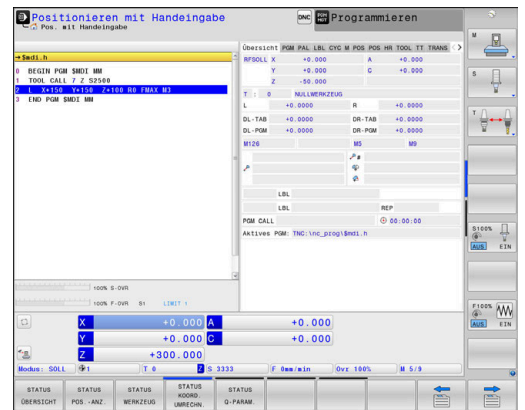 Positionieren mit Handeingabe
Pos. mit Handeingabe
DNC
Programmieren
→$mdi.h
0 BEGIN PGM $MDI MM
1 TOOL CALL 7 Z S2500
2 L X+150 Y+150 Z+100 R0 FMAX M3
3 END PGM $MDI MM
100% S-OVR
100% F-OVR S1 LIMIT 1
Übersicht PGM PAL LBL CYC M POS POS HR TOOL TT TRANS
RFSOLL X +0.000 A +0.000
Y +0.000 C +0.000
Z -50.000
T : 0 NULLWERKZEUG
L +0.0000 R +0.0000
DL-TAB +0.0000 DR-TAB +0.0000
DL-PGM +0.0000 DR-PGM +0.0000
M126 M5 M9
P#
LBL
LBL REP
PGM CALL 00:00:00
Aktives PGM: TNC:\nc_prog\$mdi.h
X +0.000 A +0.000
Y +0.000 C +0.000
Z +300.000
Modus: SOLL 1 T 0 Z S 3333 F 0mm/min Ovr 100% M 5/9
STATUS ÜBERSICHT
STATUS POS.-ANZ.
STATUS WERKZEUG
STATUS KOORD. UMRECHN.
STATUS Q-PARAM.
M
S
T
S100%
AUS EIN
F100%
AUS EIN